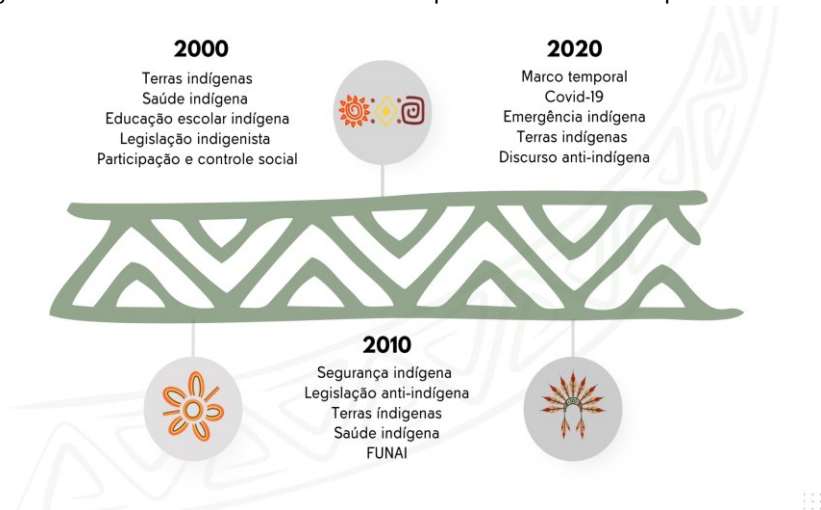 2000
Terras indígenas
Saúde indígena
Educação escolar indígena
Legislação indigenista
Participação e controle social
2020
Marco temporal
Covid-19
Emergência indígena
Terras indígenas
Discurso anti-indígena
2010
Segurança indígena
Legislação anti-indígena
Terras índigenas
Saúde indígena
FUNAI